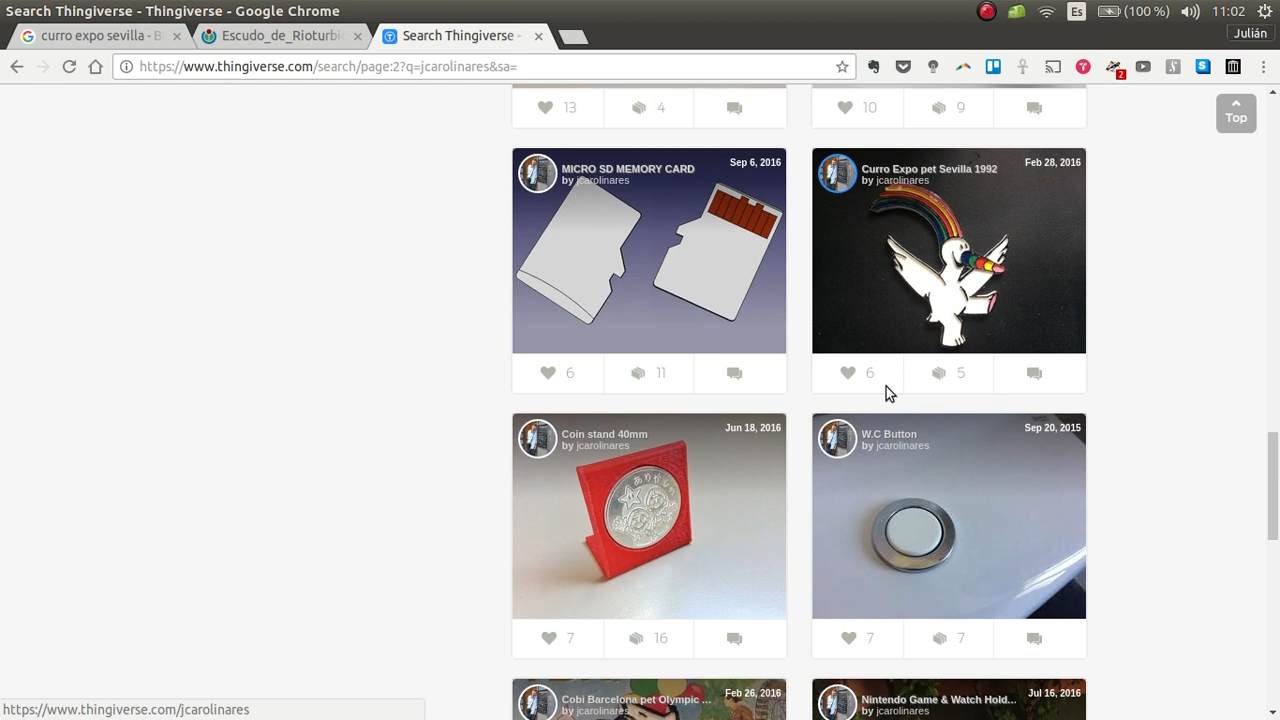 Search Thingiverse - Thingiverse - Google Chrome
Es
(100 %)
11:02
curro expo sevilla - B
Escudo_de_Rioturbi
Search Thingiverse -
Julián
https://www.thingiverse.com/search/page:2?q=jcarolinares&sa=
2
13
4
10
9
Top
MICRO SD MEMORY CARD
by jcarolinares
Sep 6, 2016
Curro Expo pet Sevilla 1992
by jcarolinares
Feb 28, 2016
6
11
6
5
Coin stand 40mm
by jcarolinares
Jun 18, 2016
W.C Button
by jcarolinares
Sep 20, 2015
7
16
7
7
Cobi Barcelona pet Olympic ...
by jcarolinares
Feb 26, 2016
Nintendo Game & Watch Hold...
by jcarolinares
Jul 16, 2016
https://www.thingiverse.com/jcarolinares